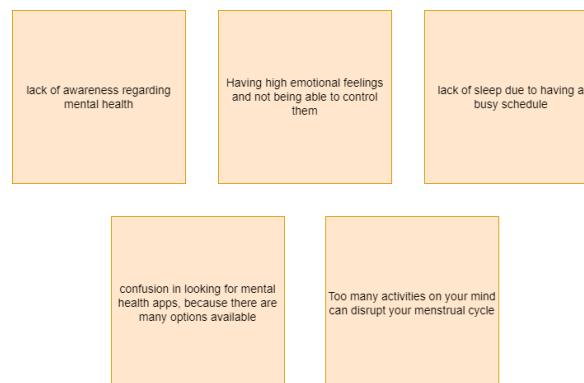 lack of awareness regarding
mental health
Having high emotional feelings
and not being able to control
them
lack of sleep due to having a
busy schedule
confusion in looking for mental
health apps, because there are
many options available
Too many activities on your mind
can disrupt your menstrual cycle